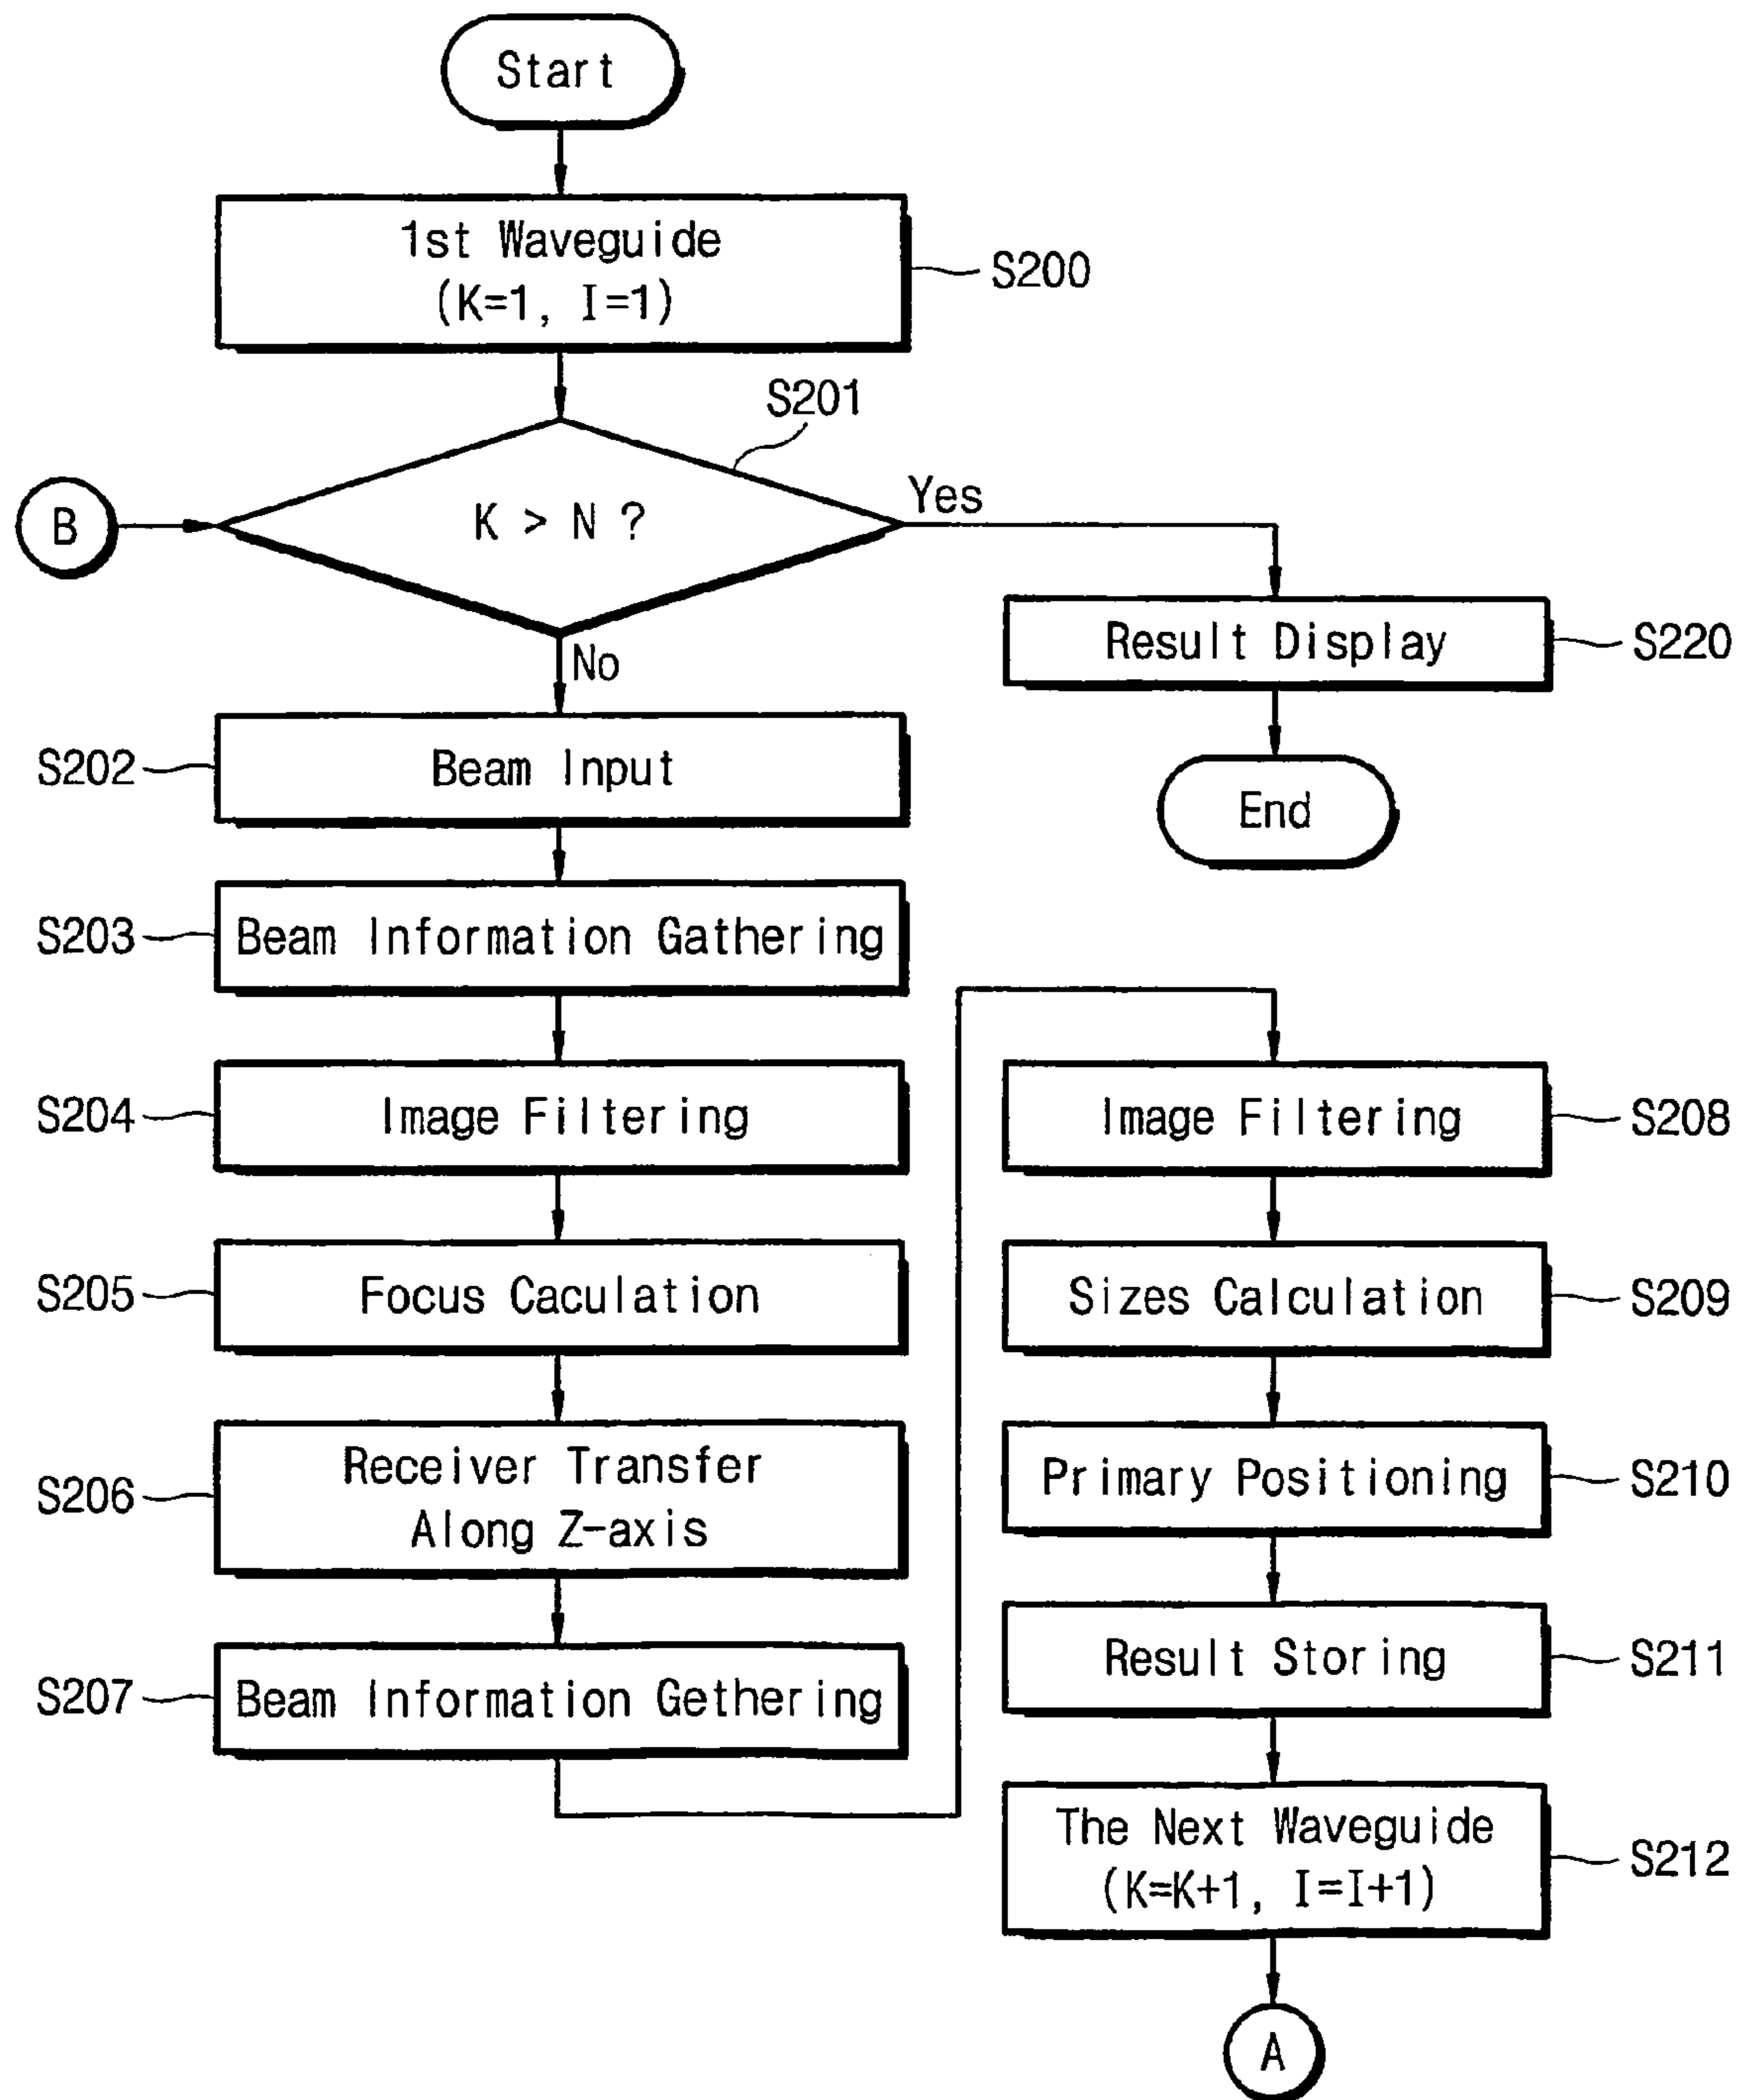 Start
1st Waveguide
(K=1, I=1)
S200
S201
B
K > N ?
Yes
No
Result Display
S220
End
S202
Beam Input
S203
Beam Information Gathering
S204
Image Filtering
S205
Focus Caculation
S206
Receiver Transfer
Along Z-axis
S207
Beam Information Gethering
Image Filtering
S208
Sizes Calculation
S209
Primary Positioning
S210
Result Storing
S211
The Next Waveguide
(K=K+1, I=I+1)
S212
A